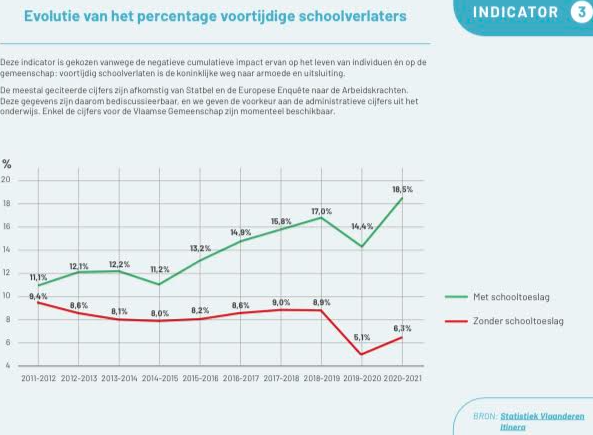 Evolutie van het percentage voortijdige schoolverlaters
INDICATOR 3
Deze indicator is gekozen vanwege de negatieve cumulatieve impact ervan op het leven van individuen én op de
gemeenschap: voortijdig schoolverlaten is de koninklijke weg naar armoede en uitsluiting.
De meestal geciteerde cijfers zijn afkomstig van Statbel en de Europese Enquête naar de Arbeidskrachten.
Deze gegevens zijn daarom bediscussieerbaar, en we geven de voorkeur aan de administratieve cijfers uit het
onderwijs. Enkel de cijfers voor de Vlaamse Gemeenschap zijn momenteel beschikbaar.
%
20
18
16
14
12
10
8
6
4
11,1% 12,1% 12,2% 11,2% 13,2% 14,9% 15,8% 17,0% 14,4% 18,5%
9,4% 8,6% 8,1% 8,0% 8,2% 8,6% 9,0% 8,9% 5,1% 6,3%
2011-2012 2012-2013 2013-2014 2014-2015 2015-2016 2016-2017 2017-2018 2018-2019 2019-2020 2020-2021
Met schooltoeslag
Zonder schooltoeslag
BRON: Statistiek Vlaanderen
Itinera